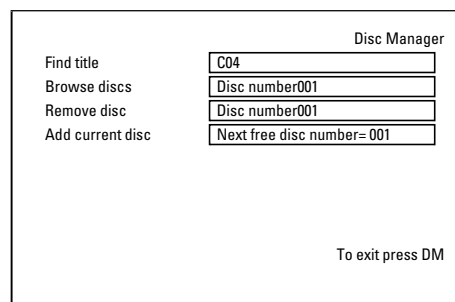 Disc Manager
Find title C04
Browse discs Disc number001
Remove disc Disc number001
Add current disc Next free disc number= 001
To exit press DM